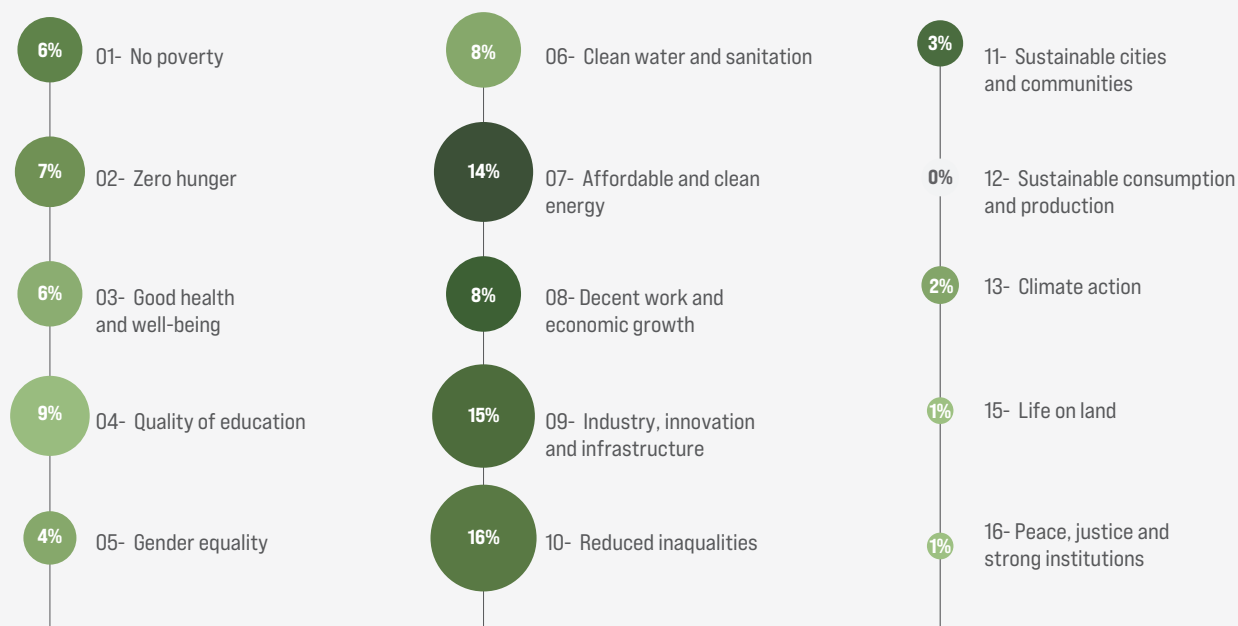 6% 01- No poverty
7% 02- Zero hunger
6% 03- Good health
and well-being
9% 04- Quality of education
4% 05- Gender equality
8% 06- Clean water and sanitation
14% 07- Affordable and clean
energy
8% 08- Decent work and
economic growth
15% 09- Industry, innovation
and infrastructure
16% 10- Reduced inaqualities
3% 11- Sustainable cities
and communities
0% 12- Sustainable consumption
and production
2% 13- Climate action
1% 15- Life on land
1% 16- Peace, justice and
strong institutions